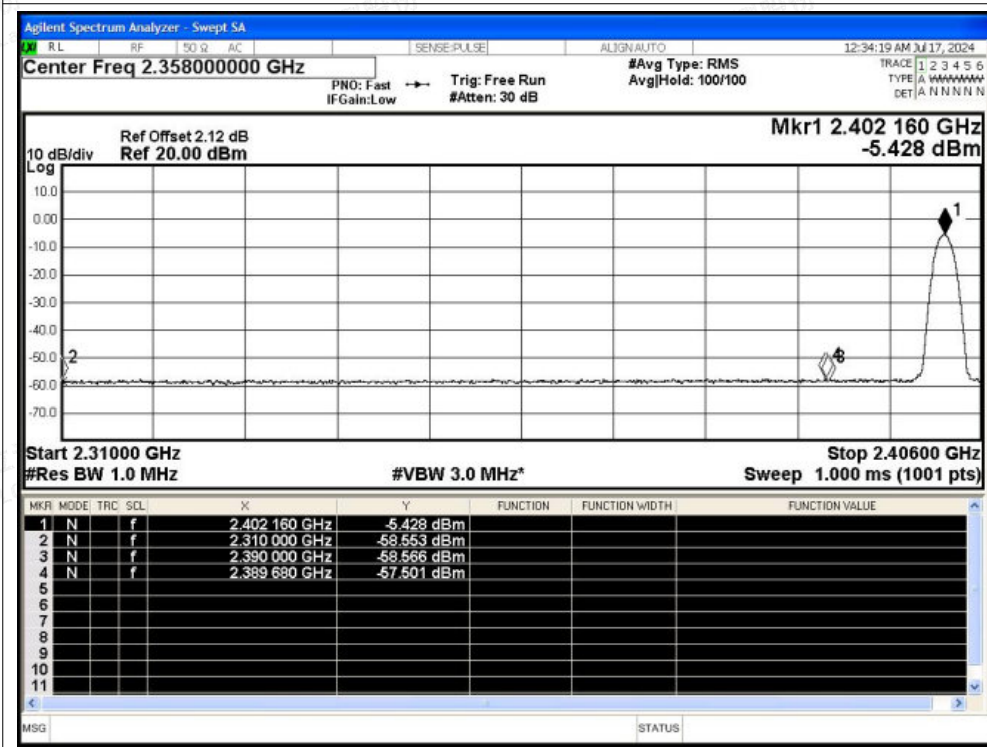 Agilent Spectrum Analyzer - Swept SA
LXI RL RF 50 Ω AC SENSE:PULSE ALIGN AUTO 12:34:19 AM Jul 17, 2024
Center Freq 2.358000000 GHz #Avg Type: RMS TRACE 1 2 3 4 5 6
PNO: Fast Trig: Free Run Avg|Hold: 100/100 TYPE A WWWWW
IFGain:Low #Atten: 30 dB DET A N N N N N
Mkr1 2.402 160 GHz
Ref Offset 2.12 dB
10 dB/div Ref 20.00 dBm -5.428 dBm
Log
10.0
0.00
1
-10.0
-20.0
-30.0
-40.0
-50.0
2 4 3
-60.0
-70.0
Start 2.31000 GHz Stop 2.40600 GHz
#Res BW 1.0 MHz #VBW 3.0 MHz* Sweep 1.000 ms (1001 pts)
MKR MODE TRC SCL X Y FUNCTION FUNCTION WIDTH FUNCTION VALUE
1 N f 2.402 160 GHz -5.428 dBm
2 N f 2.310 000 GHz -58.553 dBm
3 N f 2.390 000 GHz -58.566 dBm
4 N f 2.389 680 GHz -57.501 dBm
5
6
7
8
9
10
11
MSG STATUS